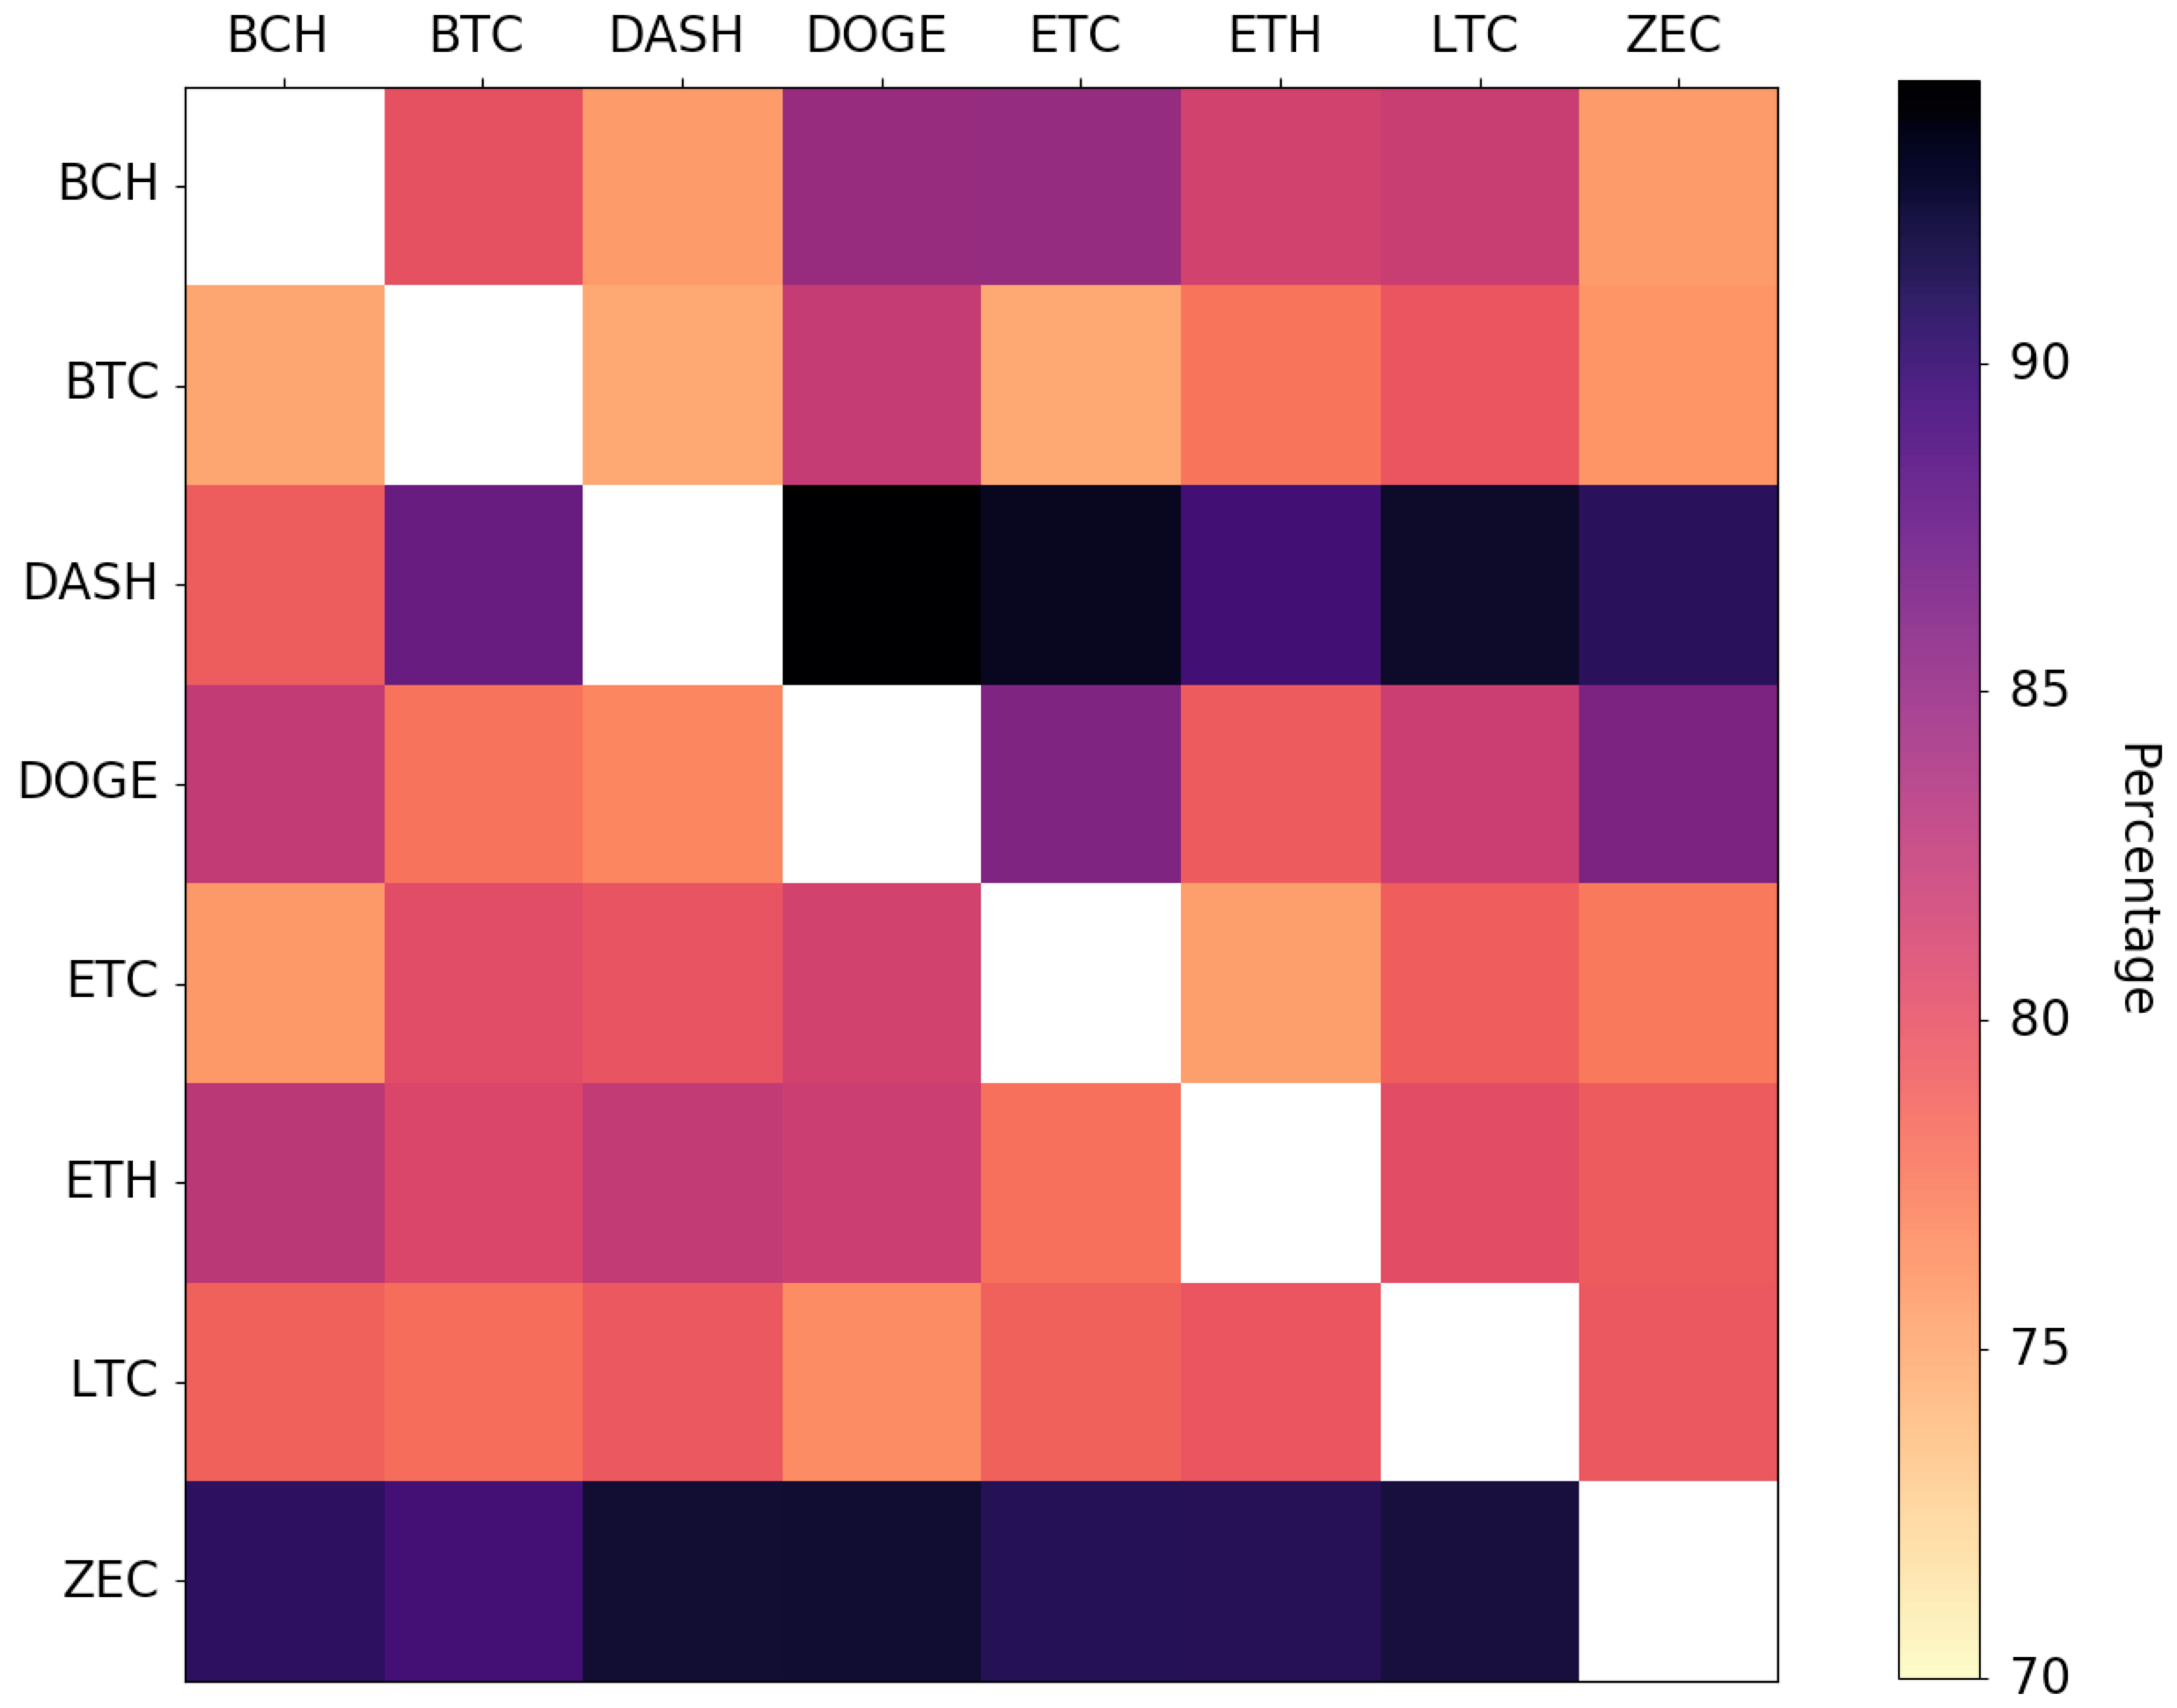 BCH BTC DASH DOGE ETC ETH LTC ZEC
BCH
BTC
DASH
DOGE
ETC
ETH
LTC
ZEC
90
85
80
75
70
Percentage